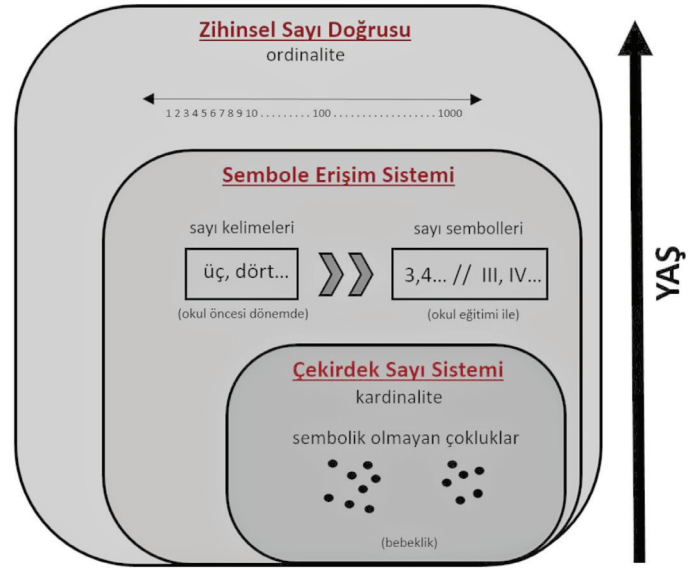 Zihinsel Sayı Doğrusu
ordinalite
1 2 3 4 5 6 7 8 9 10 . . . . . . . . . 100 . . . . . . . . . . . . . . . . . . 1000
Sembole Erişim Sistemi
sayı kelimeleri
sayı sembolleri
üç, dört...
3,4... // III, IV...
(okul öncesi dönemde)
(okul eğitimi ile)
Çekirdek Sayı Sistemi
kardinalite
sembolik olmayan çokluklar
(bebeklik)
YAŞ